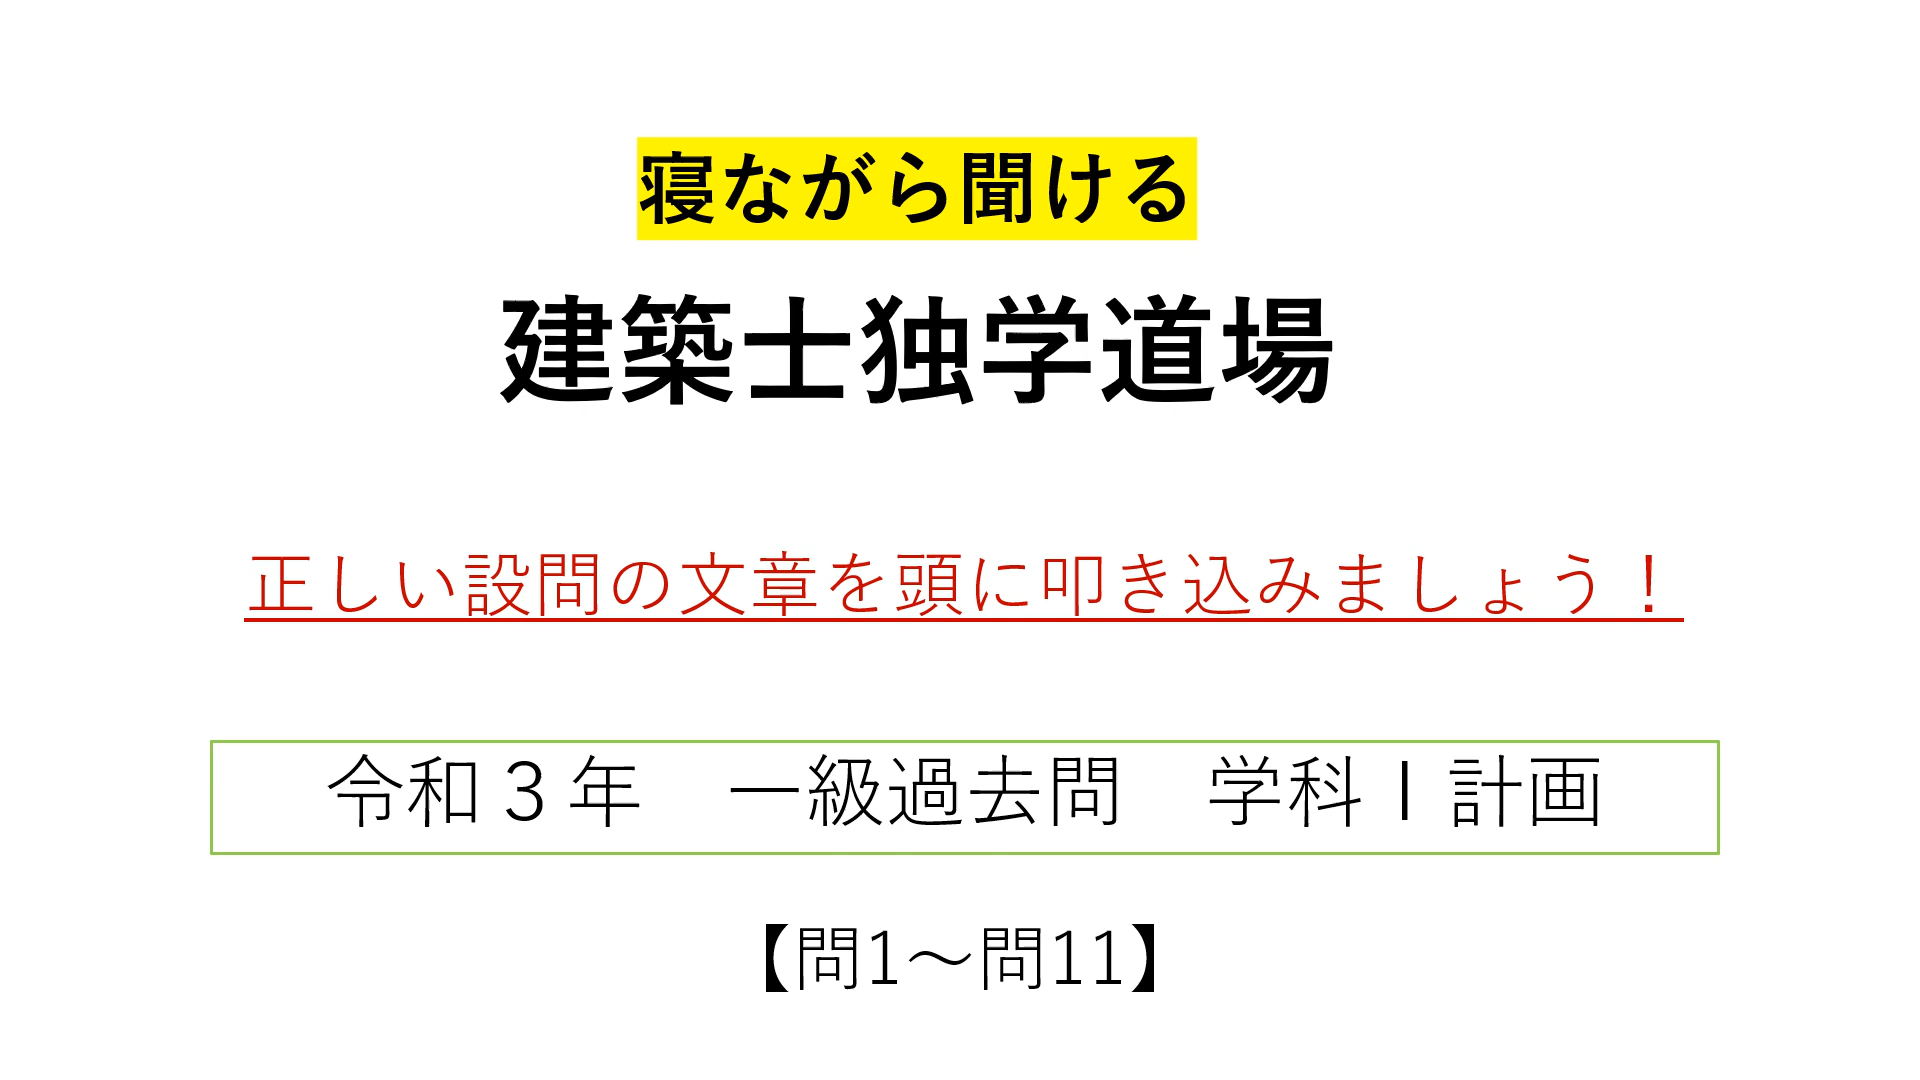 寝ながら聞ける
建築士独学道場
正しい設問の文章を頭に叩き込みましょう！
令和３年　一級過去問　学科Ⅰ計画
【問1～問11】